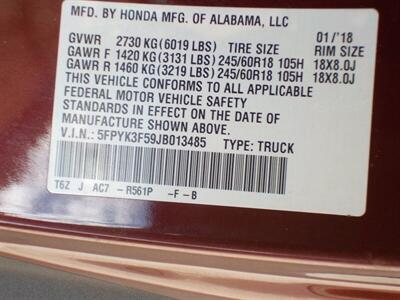 MFD. BY HONDA MFG. OF ALABAMA, LLC
01/'18
GVWR 2730 KG(6019 LBS) TIRE SIZE RIM SIZE
GAWR F 1420 KG(3131 LBS) 245/60R18 105H 18X8.0J
GAWR R 1460 KG(3219 LBS) 245/60R18 105H 18X8.0J
THIS VEHICLE CONFORMS TO ALL APPLICABLE
FEDERAL MOTOR VEHICLE SAFETY
STANDARDS IN EFFECT ON THE DATE OF
MANUFACTURE SHOWN ABOVE.
V.I.N.: 5FPYK3F59JB013485 TYPE: TRUCK
T6Z J AC7 -R561P -F-B